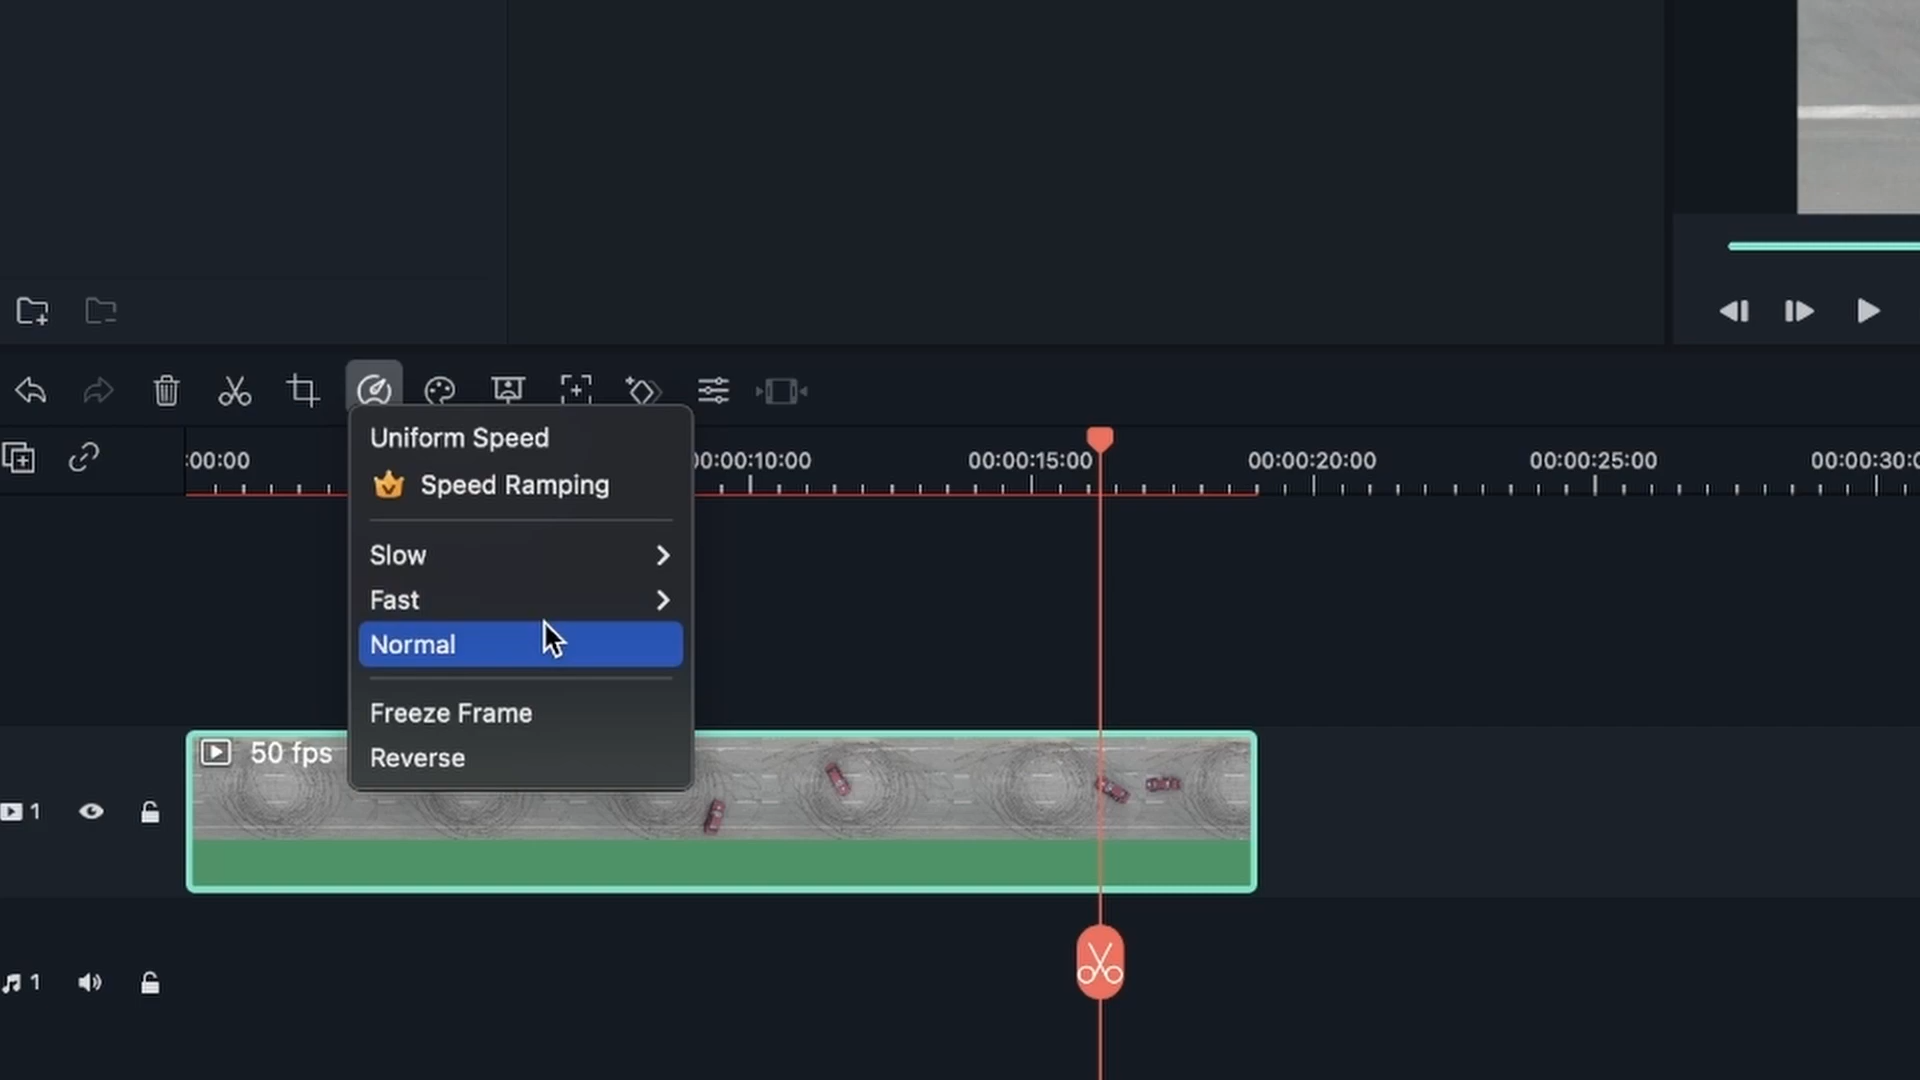 Uniform Speed
Speed Ramping
Slow
Fast
Normal
Freeze Frame
Reverse
:00:00
00:00:10:00
00:00:15:00
00:00:20:00
00:00:25:00
00:00:30:0
50 fps
1
1